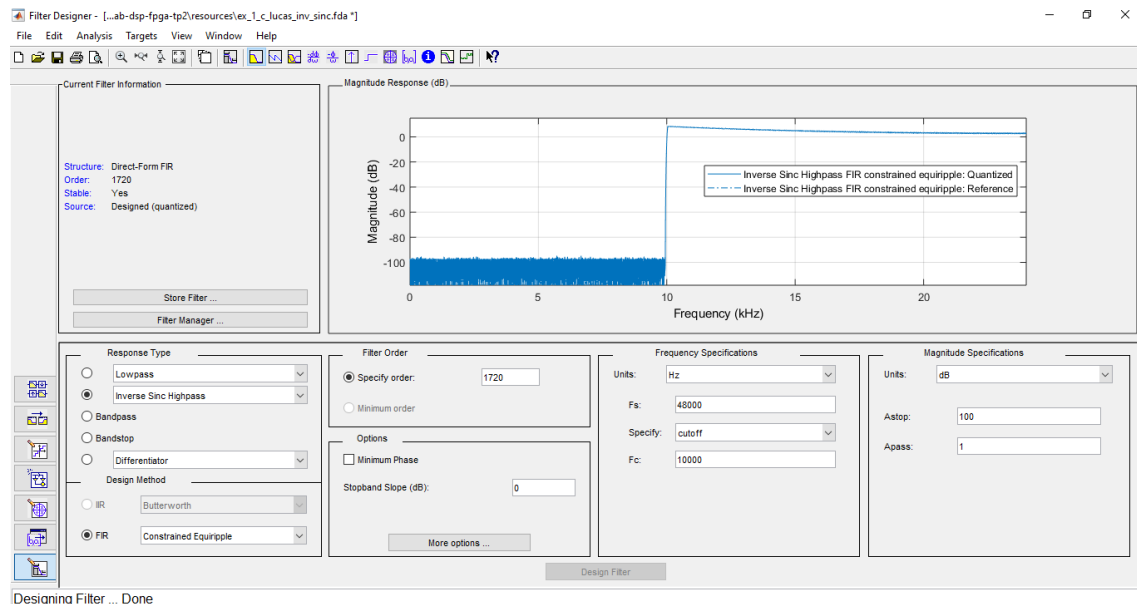 Filter Designer - [...ab-dsp-fpga-tp2\resources\ex_1_c_lucas_inv_sinc.fda *]
File Edit Analysis Targets View Window Help
Current Filter Information
Structure: Direct-Form FIR
Order: 1720
Stable: Yes
Source: Designed (quantized)
Store Filter ...
Filter Manager ...
Magnitude Response (dB)
0
-20
-40
-60
-80
-100
Magnitude (dB)
Inverse Sinc Highpass FIR constrained equiripple: Quantized
Inverse Sinc Highpass FIR constrained equiripple: Reference
0 5 10 15 20
Frequency (kHz)
Response Type
Lowpass
Inverse Sinc Highpass
Bandpass
Bandstop
Differentiator
Design Method
IIR Butterworth
FIR Constrained Equiripple
Filter Order
Specify order: 1720
Minimum order
Options
Minimum Phase
Stopband Slope (dB): 0
More options ...
Frequency Specifications
Units: Hz
Fs: 48000
Specify: cutoff
Fc: 10000
Magnitude Specifications
Units: dB
Astop: 100
Apass: 1
Design Filter
Designing Filter ... Done